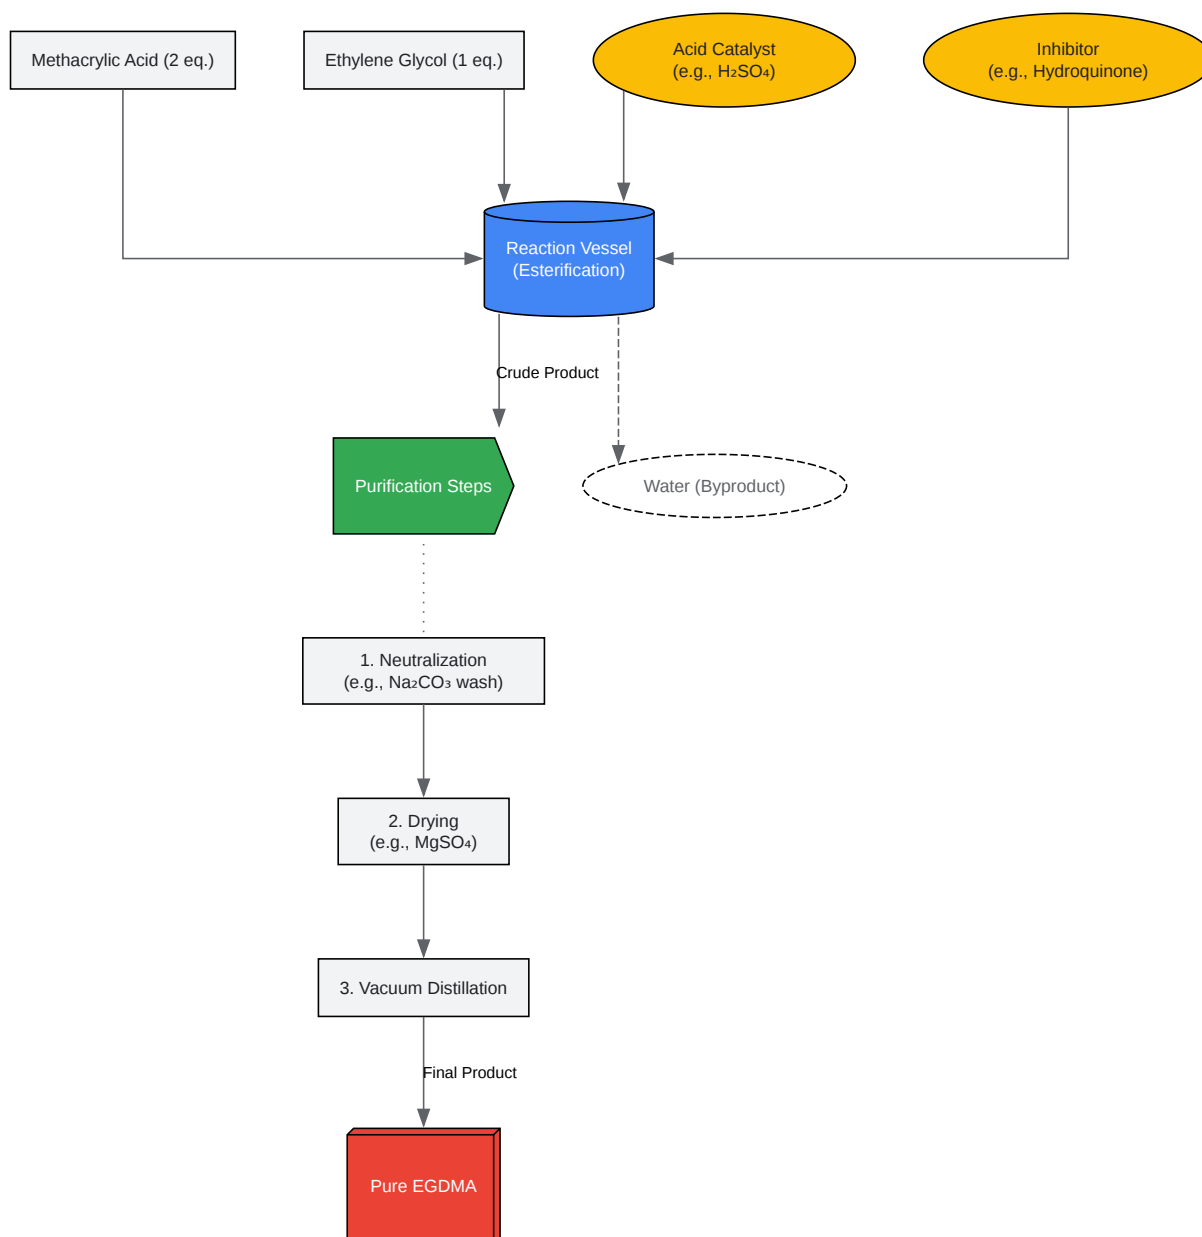 Methacrylic Acid (2 eq.)
Ethylene Glycol (1 eq.)
Acid Catalyst
(e.g., H₂SO₄)
Inhibitor
(e.g., Hydroquinone)
Reaction Vessel
(Esterification)
Crude Product
Purification Steps
Water (Byproduct)
1. Neutralization
(e.g., Na₂CO₃ wash)
2. Drying
(e.g., MgSO₄)
3. Vacuum Distillation
Final Product
Pure EGDMA